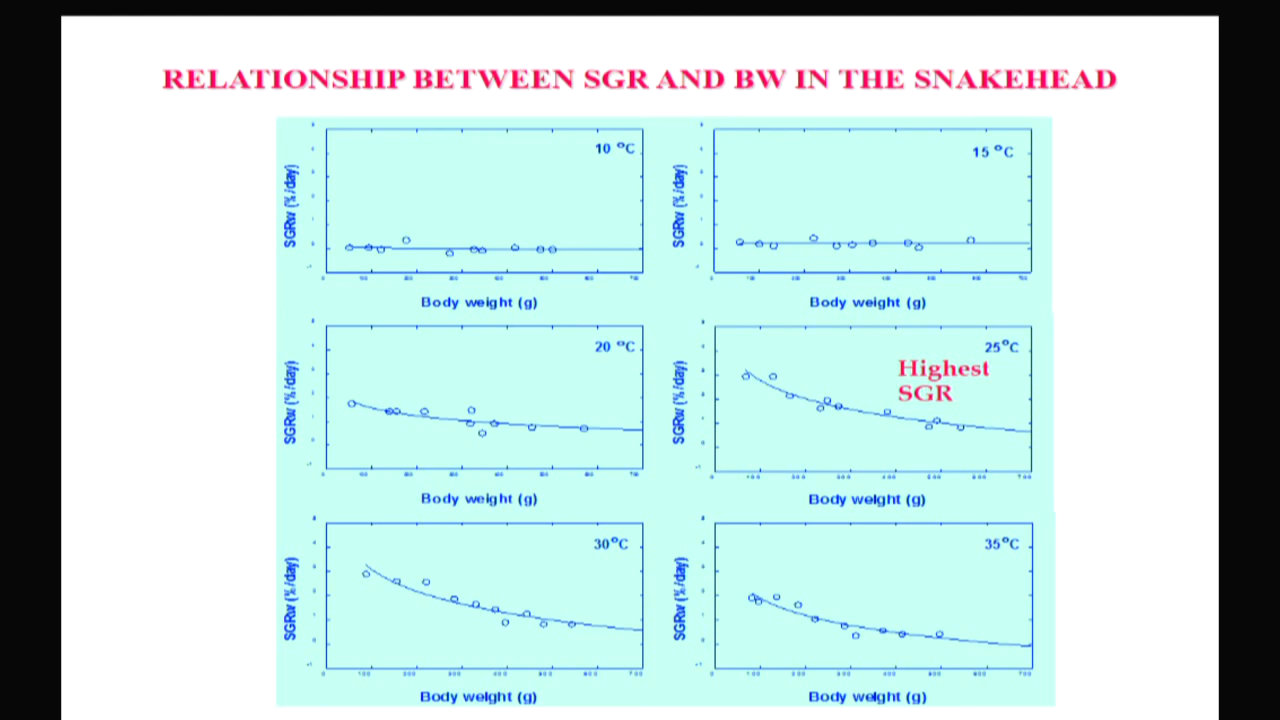 RELATIONSHIP BETWEEN SGR AND BW IN THE SNAKEHEAD
10 °C
SGRw (%/day)
Body weight (g)
15 °C
SGRw (%/day)
Body weight (g)
20 °C
SGRw (%/day)
Body weight (g)
25°C
Highest
SGR
SGRw (%/day)
Body weight (g)
30°C
SGRw (%/day)
Body weight (g)
35°C
SGRw (%/day)
Body weight (g)